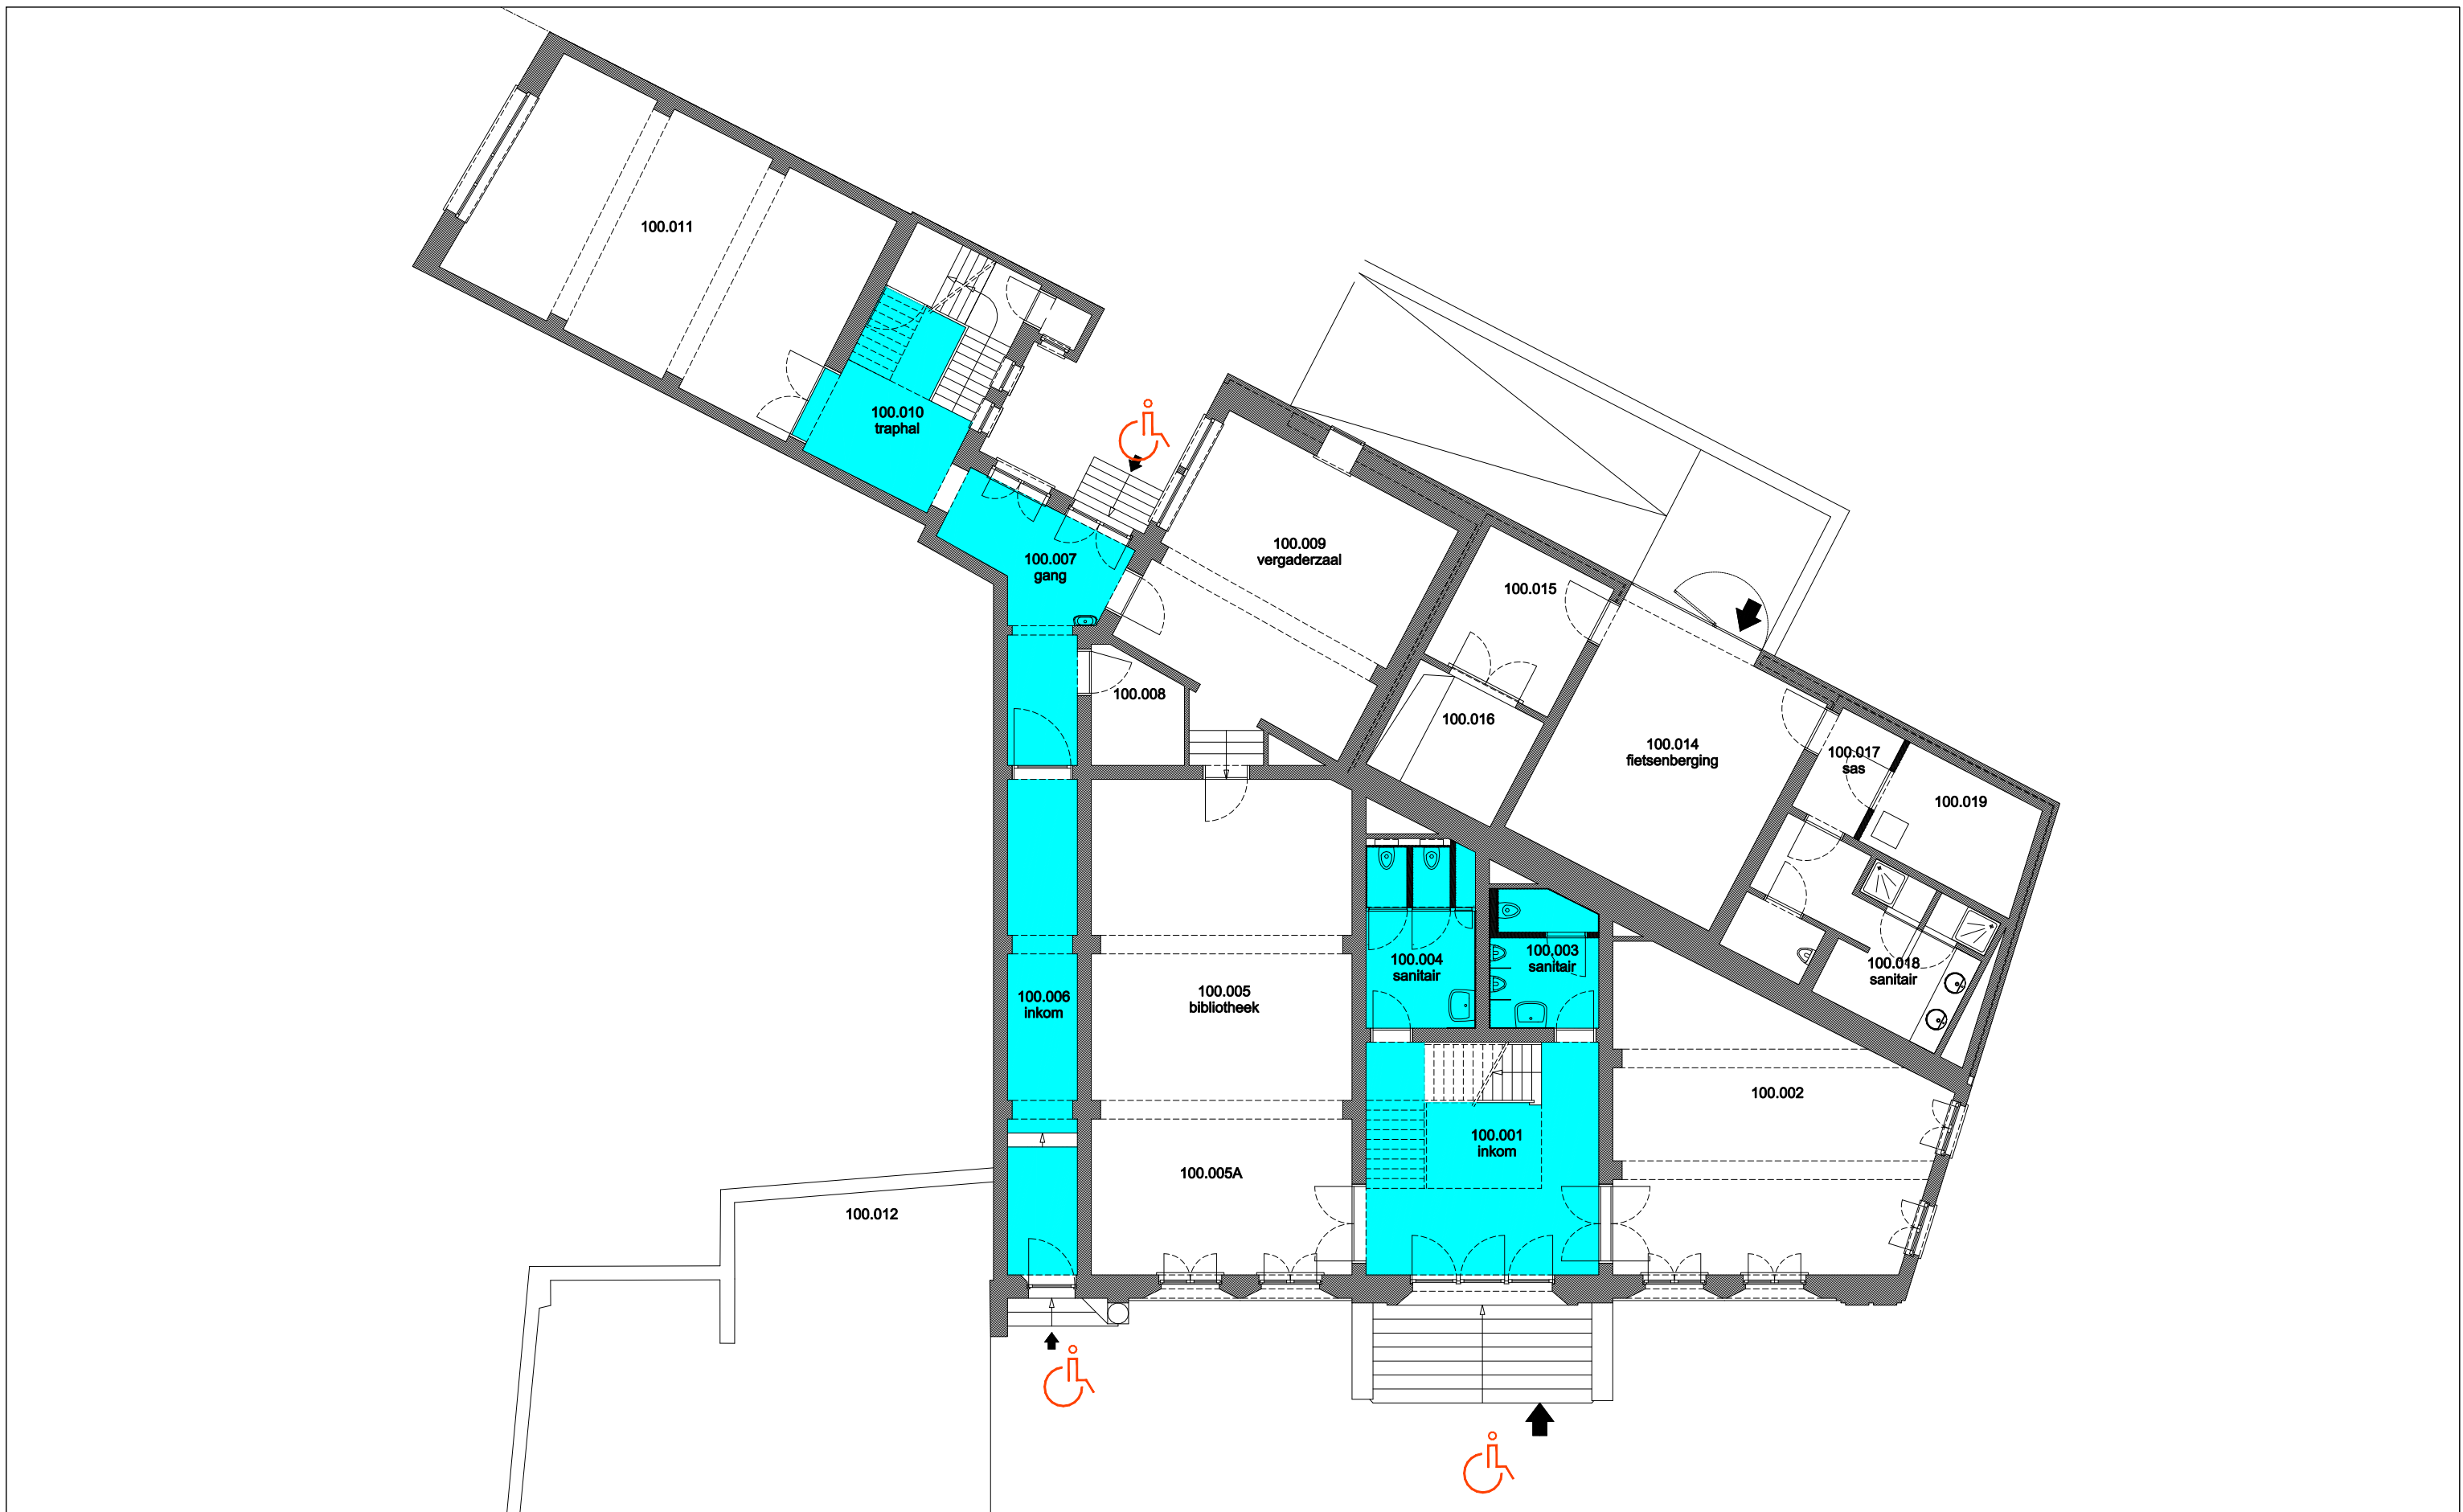 100.011
100.010
traphal
100.007
gang
100.009
vergaderzaal
100.015
100.008
100.016
100.014
fietsenberging
100.017
sas
100.019
100.004
sanitair
100.003
sanitair
100.018
sanitair
100.006
inkom
100.005
bibliotheek
100.002
100.001
inkom
100.005A
100.012